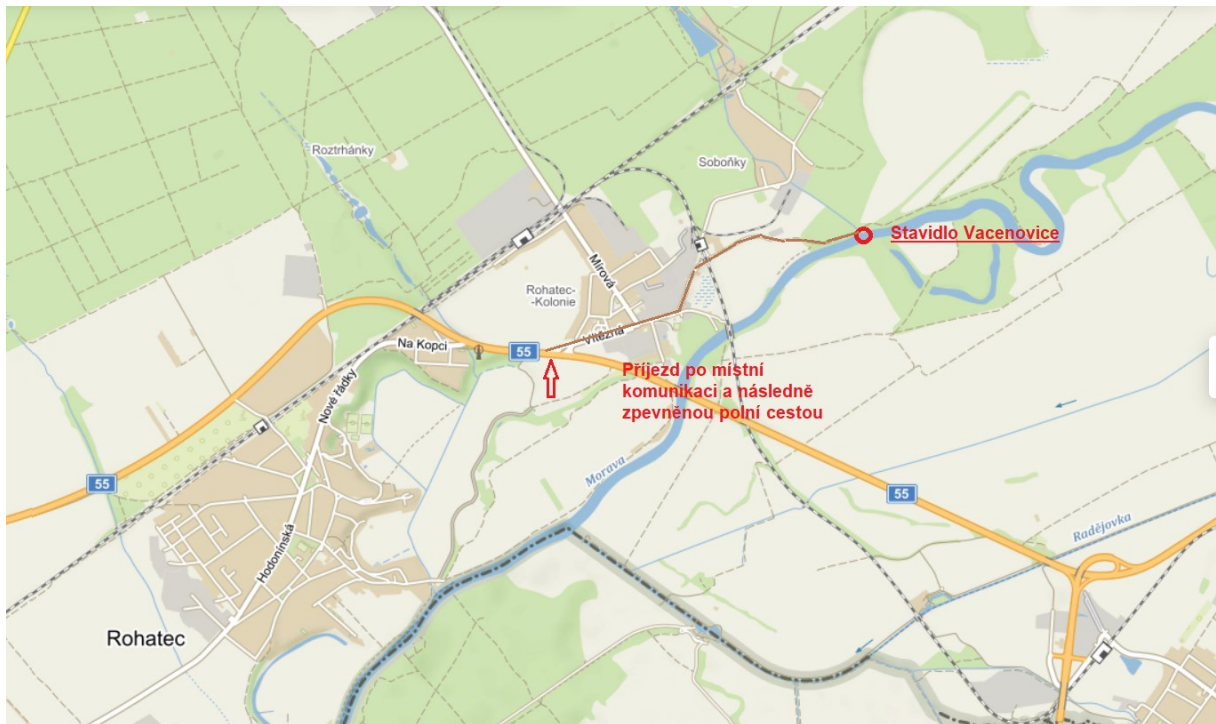 Roztrhánky
Soboňky
Stavidlo Vacenovice
Mírová
Rohatec-
-Kolonie
Vítězná
Na Kopci
55
Příjezd po místní
komunikaci a následně
zpevněnou polní cestou
Nové řádky
Morava
55
55
Radějovka
Hodonínská
Rohatec